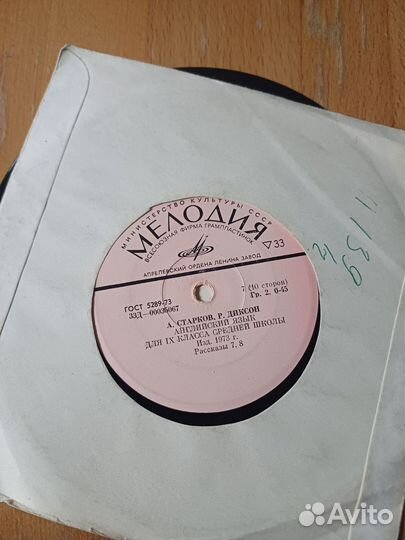 МИНИСТЕРСТВО КУЛЬТУРЫ СССР
МЕЛОДИЯ
ВСЕСОЮЗНАЯ ФИРМА ГРАМПЛАСТИНОК
33
АПРЕЛЕВСКИЙ ОРДЕНА ЛЕНИНА ЗАВОД
ГОСТ 5289-73
7 (10 сторон)
Гр. 2. 0-45
А. СТАРКОВ, Р. ДИКСОН
АНГЛИЙСКИЙ ЯЗЫК
ДЛЯ IX КЛАССА СРЕДНЕЙ ШКОЛЫ
Изд. 1973 г.
Рассказы 7, 8
Avito